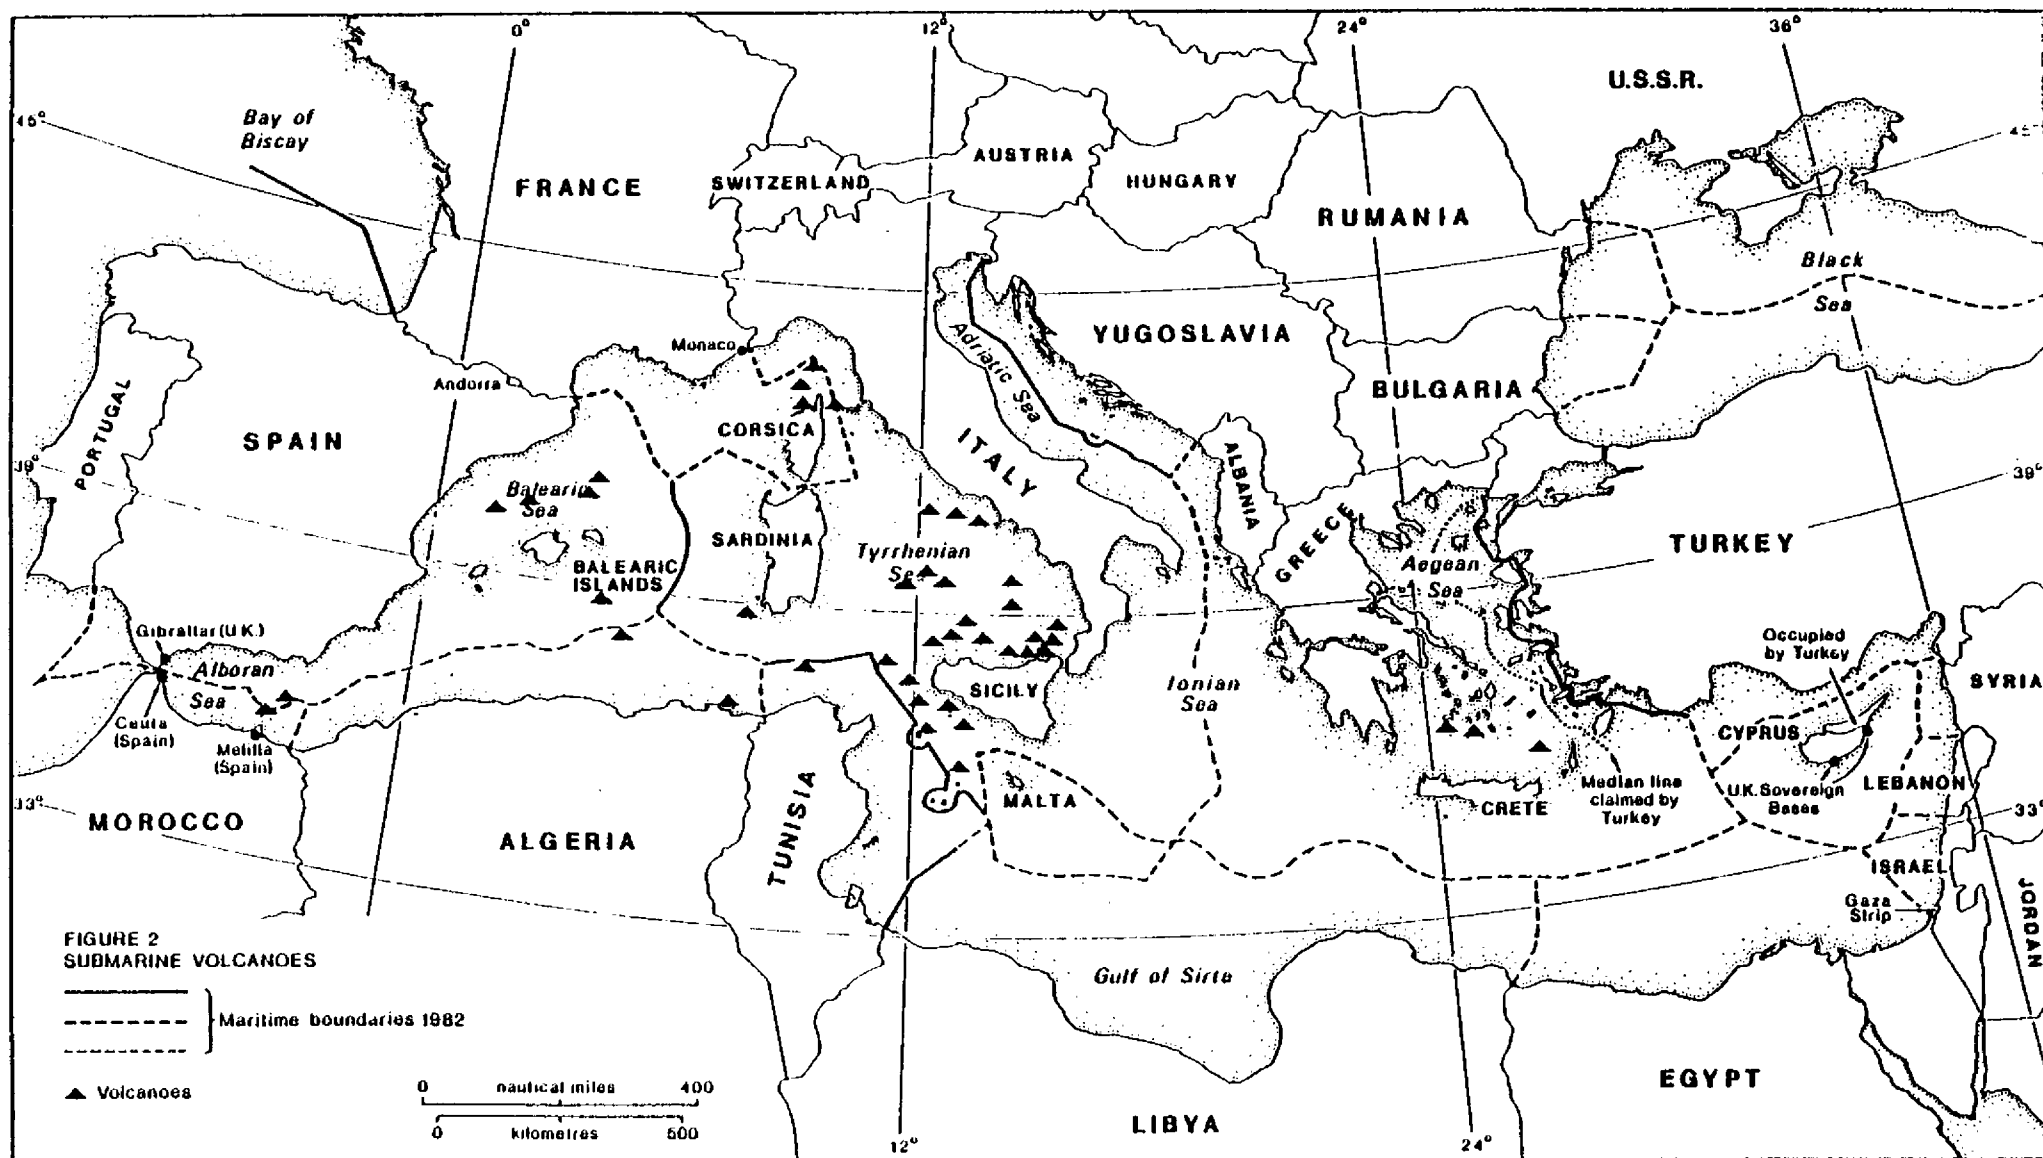 0°
12°
24°
36°
U.S.S.R.
45°
45°
Bay of
Biscay
FRANCE
SWITZERLAND
AUSTRIA
HUNGARY
RUMANIA
Black
Sea
Monaco
Adriatic Sea
YUGOSLAVIA
Andorra
BULGARIA
PORTUGAL
SPAIN
CORSICA
ITALY
ALBANIA
39°
39°
Balearic
Sea
SARDINIA
Tyrrhenian
Sea
GREECE
Aegean
Sea
TURKEY
BALEARIC
ISLANDS
Gibraltar (U.K.)
Alboran
Sea
Occupied
by Turkey
SICILY
Ionian
Sea
SYRIA
Ceuta
(Spain)
Melilla
(Spain)
CYPRUS
33°
MOROCCO
ALGERIA
TUNISIA
MALTA
CRETE
Median line
claimed by
Turkey
U.K. Sovereign
Bases
LEBANON
33°
ISRAEL
Gaza
Strip
JORDAN
FIGURE 2
SUBMARINE VOLCANOES
Maritime boundaries 1982
Volcanoes
0 nautical miles 400
0 kilometres 500
Gulf of Sirte
12°
LIBYA
24°
EGYPT